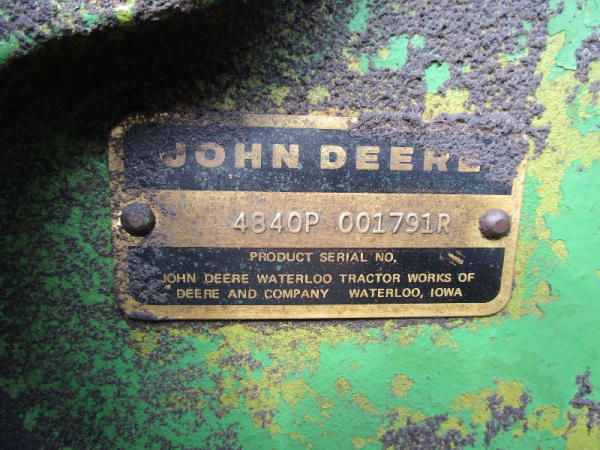 JOHN DEERE
4840P 001791R
PRODUCT SERIAL NO.
JOHN DEERE WATERLOO TRACTOR WORKS OF
DEERE AND COMPANY WATERLOO, IOWA